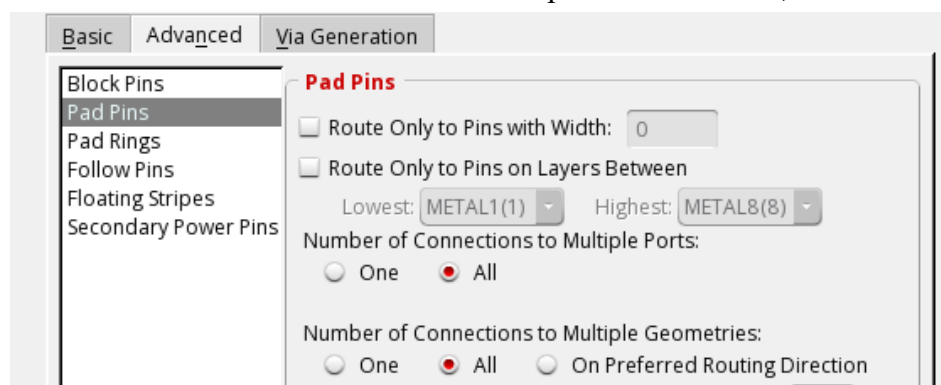 Basic Advanced Via Generation
Block Pins
Pad Pins
Pad Rings
Follow Pins
Floating Stripes
Secondary Power Pins
Pad Pins
Route Only to Pins with Width: 0
Route Only to Pins on Layers Between
Lowest: METAL1(1) Highest: METAL8(8)
Number of Connections to Multiple Ports:
One All
Number of Connections to Multiple Geometries:
One All On Preferred Routing Direction